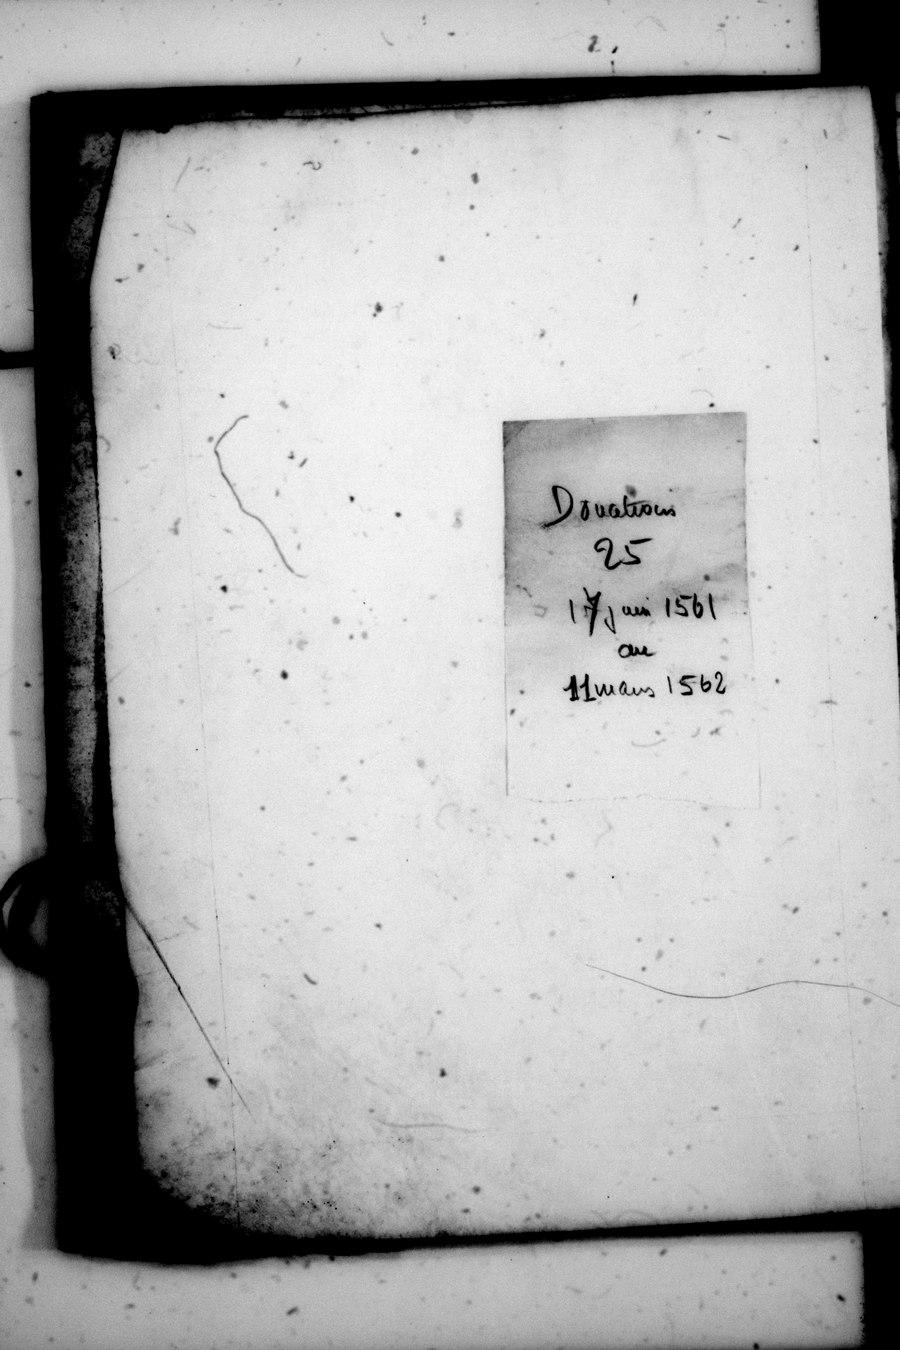 Donations
25
17 juin 1561
au
11 mars 1562